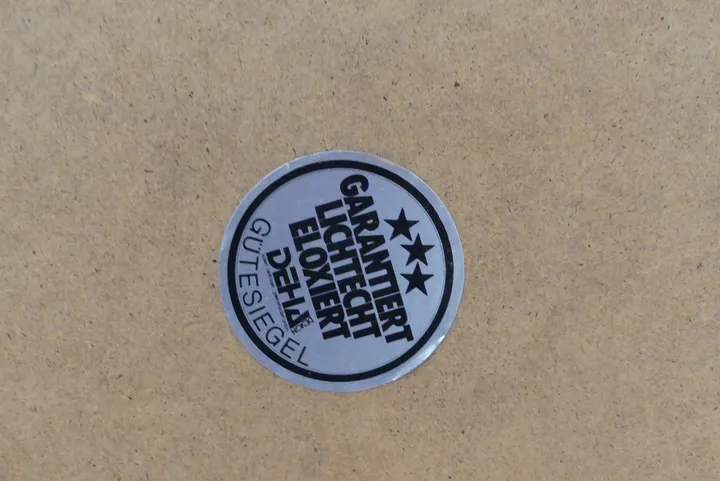 GARANTIERT
LICHTECHT
ELOXIERT
DEHA
GÜTESIEGEL